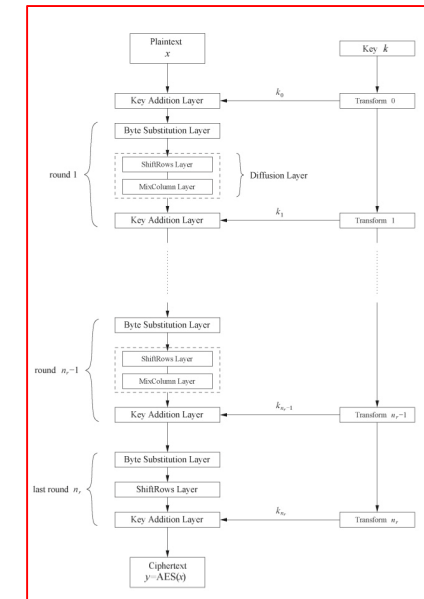 Plaintext
x
Key k
Key Addition Layer
k₀
Transform 0
Byte Substitution Layer
round 1
ShiftRows Layer
MixColumn Layer
Diffusion Layer
Key Addition Layer
k₁
Transform 1
Byte Substitution Layer
round nᵣ−1
ShiftRows Layer
MixColumn Layer
Key Addition Layer
kₙᵣ₋₁
Transform nᵣ−1
Byte Substitution Layer
last round nᵣ
ShiftRows Layer
Key Addition Layer
kₙᵣ
Transform nᵣ
Ciphertext
y=AES(x)